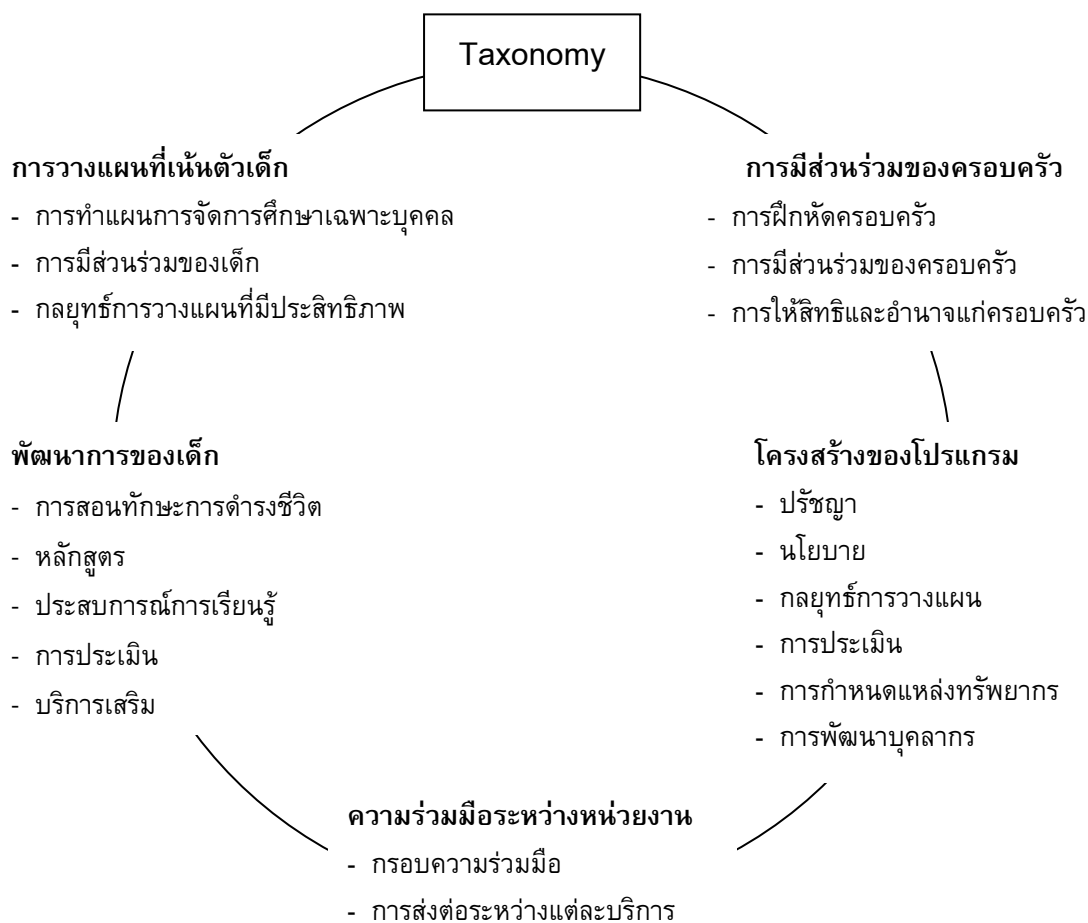 Taxonomy
การวางแผนที่เน้นตัวเด็ก
- การทำแผนการจัดการศึกษาเฉพาะบุคคล
- การมีส่วนร่วมของเด็ก
- กลยุทธ์การวางแผนที่มีประสิทธิภาพ
การมีส่วนร่วมของครอบครัว
- การฝึกหัดครอบครัว
- การมีส่วนร่วมของครอบครัว
- การให้สิทธิและอำนาจแก่ครอบครัว
พัฒนาการของเด็ก
- การสอนทักษะการดำรงชีวิต
- หลักสูตร
- ประสบการณ์การเรียนรู้
- การประเมิน
- บริการเสริม
โครงสร้างของโปรแกรม
- ปรัชญา
- นโยบาย
- กลยุทธ์การวางแผน
- การประเมิน
- การกำหนดแหล่งทรัพยากร
- การพัฒนาบุคลากร
ความร่วมมือระหว่างหน่วยงาน
- กรอบความร่วมมือ
- การส่งต่อระหว่างแต่ละบริการ